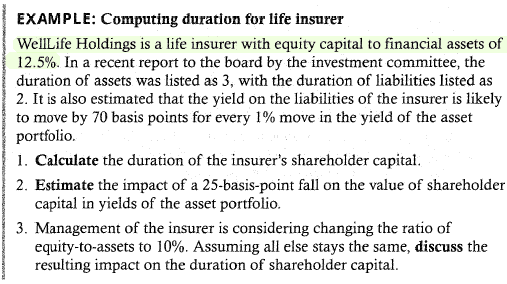 EXAMPLE: Computing duration for life insurer
WellLife Holdings is a life insurer with equity capital to financial assets of
12.5%. In a recent report to the board by the investment committee, the
duration of assets was listed as 3, with the duration of liabilities listed as
2. It is also estimated that the yield on the liabilities of the insurer is likely
to move by 70 basis points for every 1% move in the yield of the asset
portfolio.
1. Calculate the duration of the insurer's shareholder capital.
2. Estimate the impact of a 25-basis-point fall on the value of shareholder
capital in yields of the asset portfolio.
3. Management of the insurer is considering changing the ratio of
equity-to-assets to 10%. Assuming all else stays the same, discuss the
resulting impact on the duration of shareholder capital.